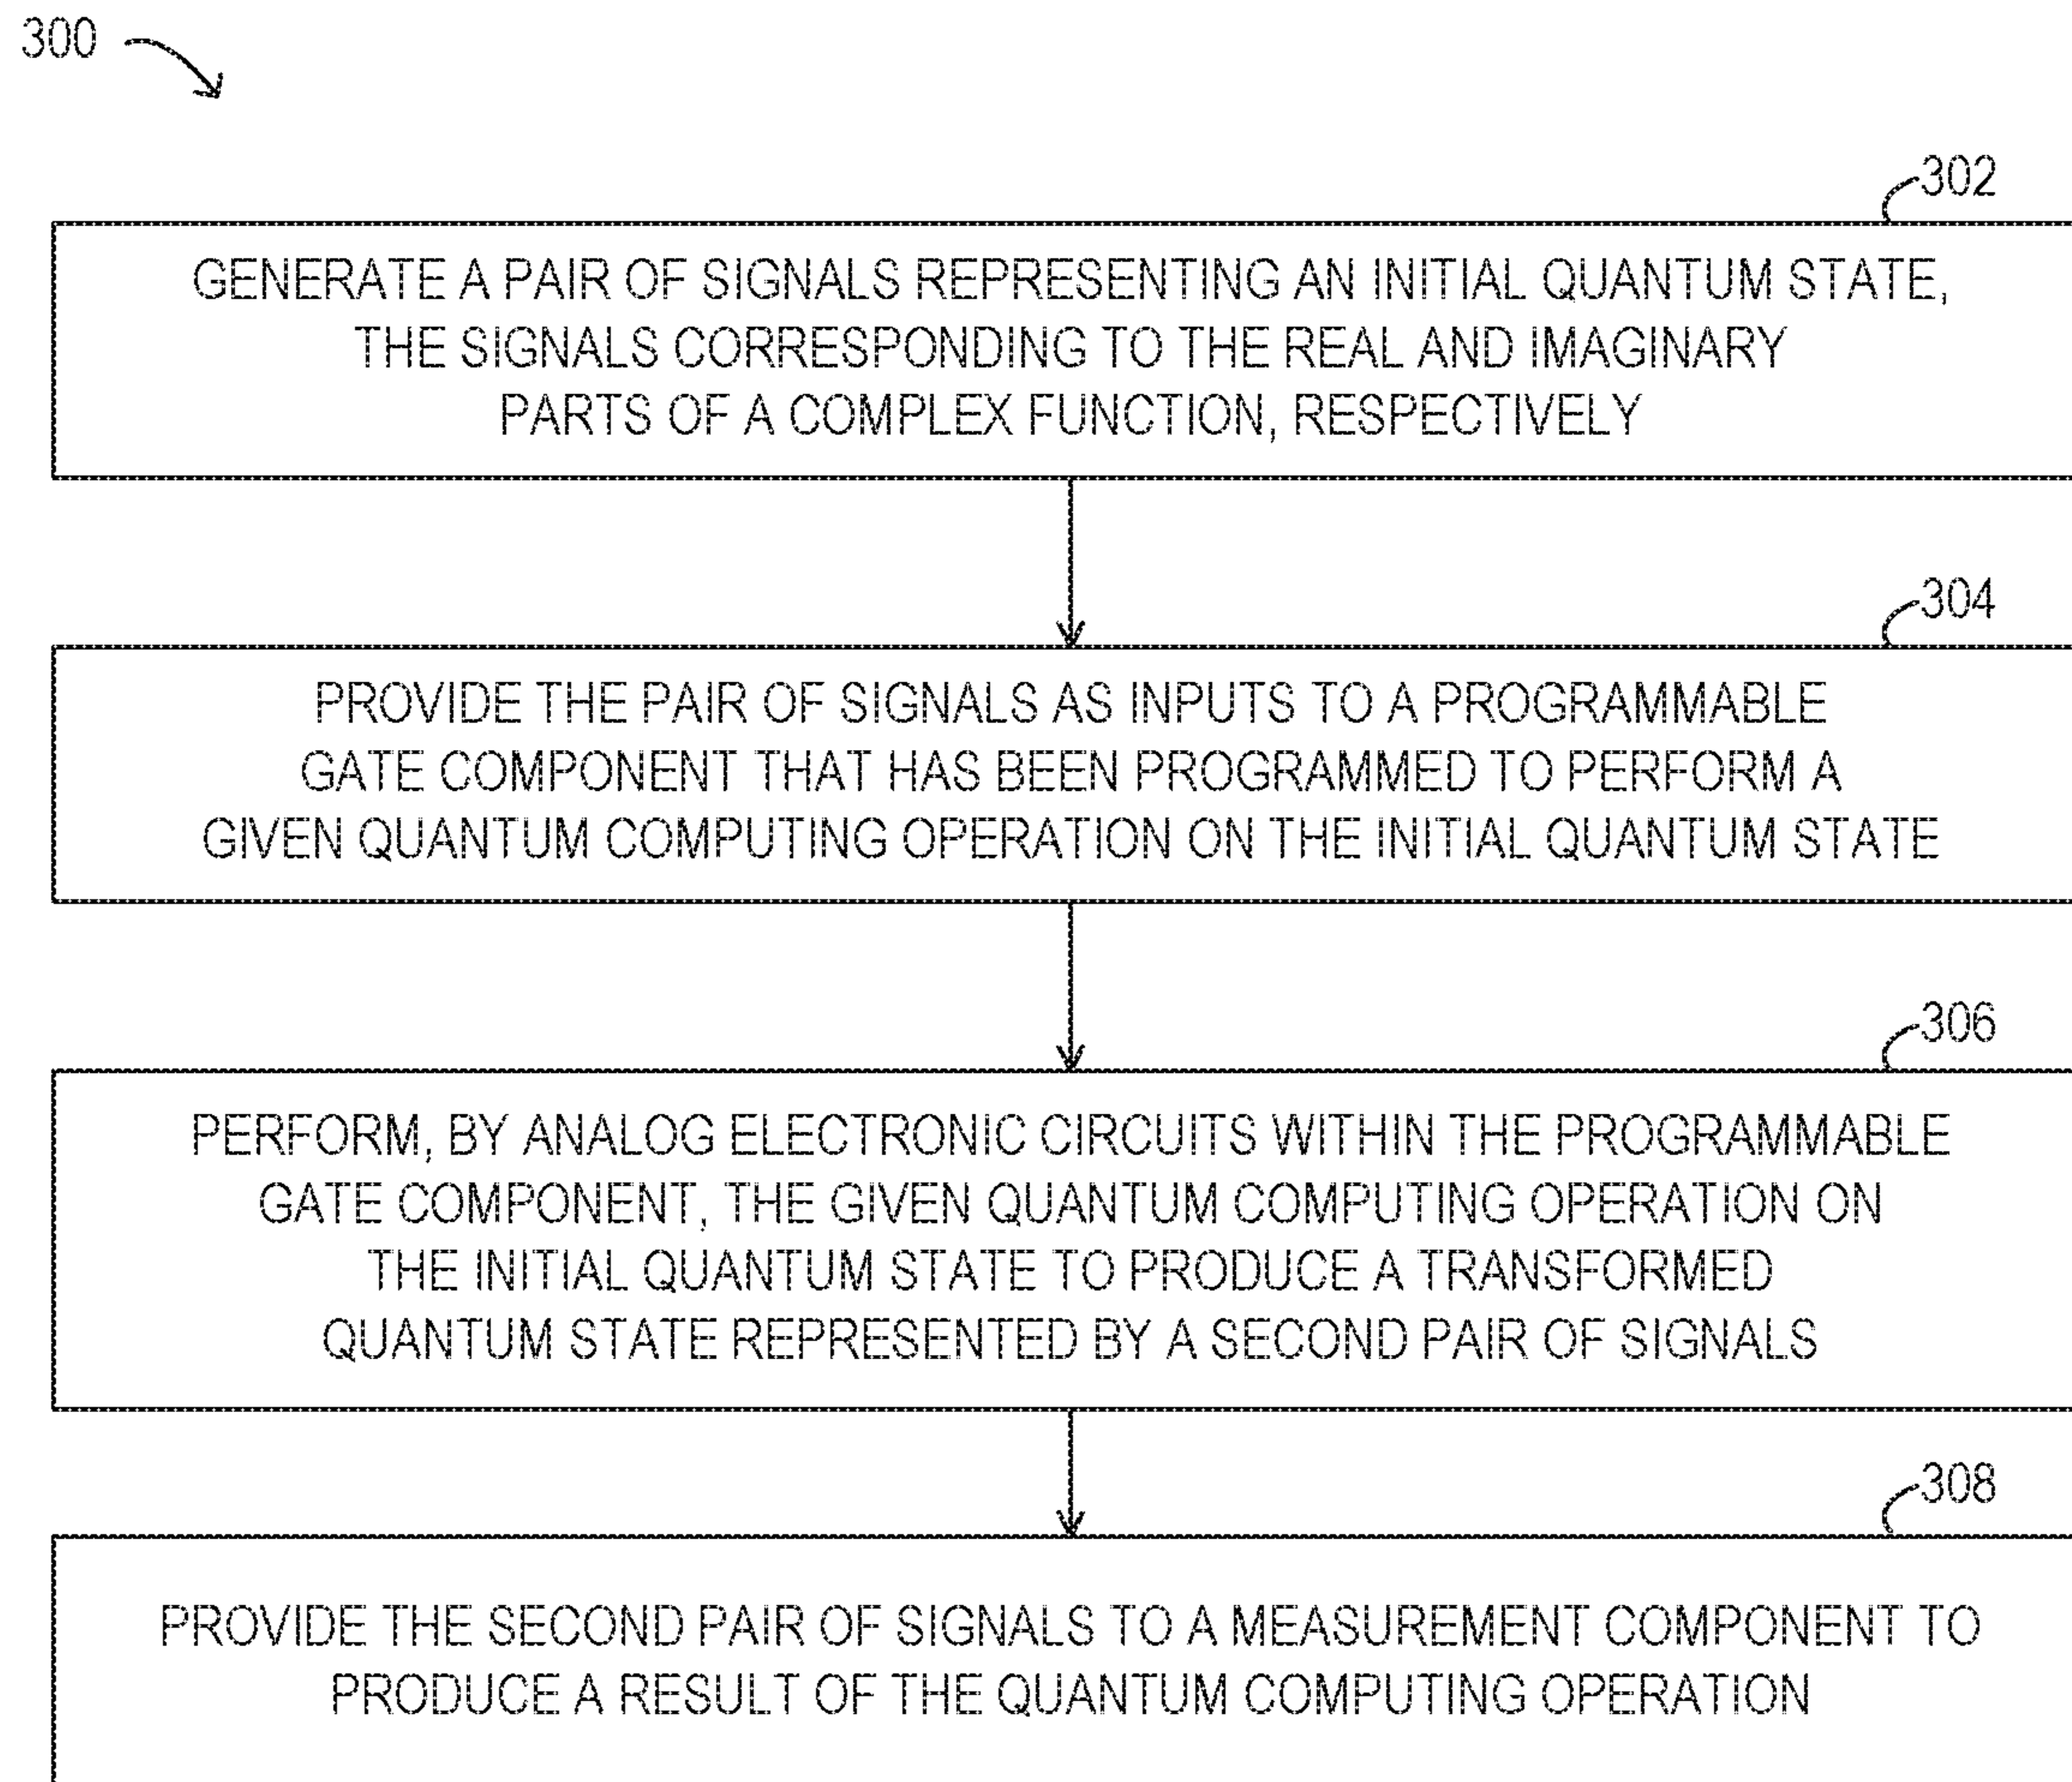 300
302
GENERATE A PAIR OF SIGNALS REPRESENTING AN INITIAL QUANTUM STATE,
THE SIGNALS CORRESPONDING TO THE REAL AND IMAGINARY
PARTS OF A COMPLEX FUNCTION, RESPECTIVELY
304
PROVIDE THE PAIR OF SIGNALS AS INPUTS TO A PROGRAMMABLE
GATE COMPONENT THAT HAS BEEN PROGRAMMED TO PERFORM A
GIVEN QUANTUM COMPUTING OPERATION ON THE INITIAL QUANTUM STATE
306
PERFORM, BY ANALOG ELECTRONIC CIRCUITS WITHIN THE PROGRAMMABLE
GATE COMPONENT, THE GIVEN QUANTUM COMPUTING OPERATION ON
THE INITIAL QUANTUM STATE TO PRODUCE A TRANSFORMED
QUANTUM STATE REPRESENTED BY A SECOND PAIR OF SIGNALS
308
PROVIDE THE SECOND PAIR OF SIGNALS TO A MEASUREMENT COMPONENT TO
PRODUCE A RESULT OF THE QUANTUM COMPUTING OPERATION